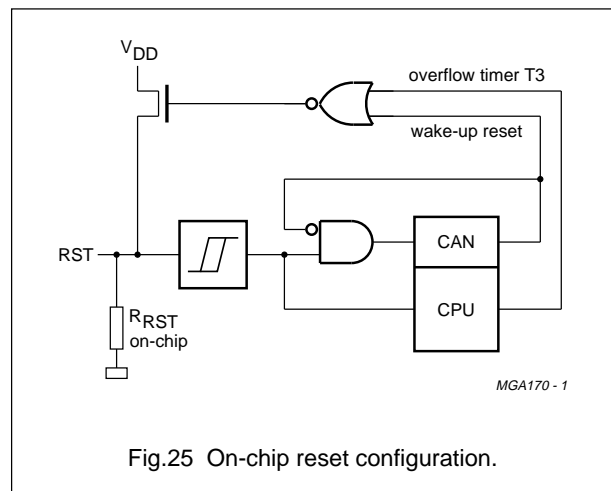 VDD
overflow timer T3
wake-up reset
CAN
RST
CPU
RRST
on-chip
MGA170 - 1
Fig.25 On-chip reset configuration.